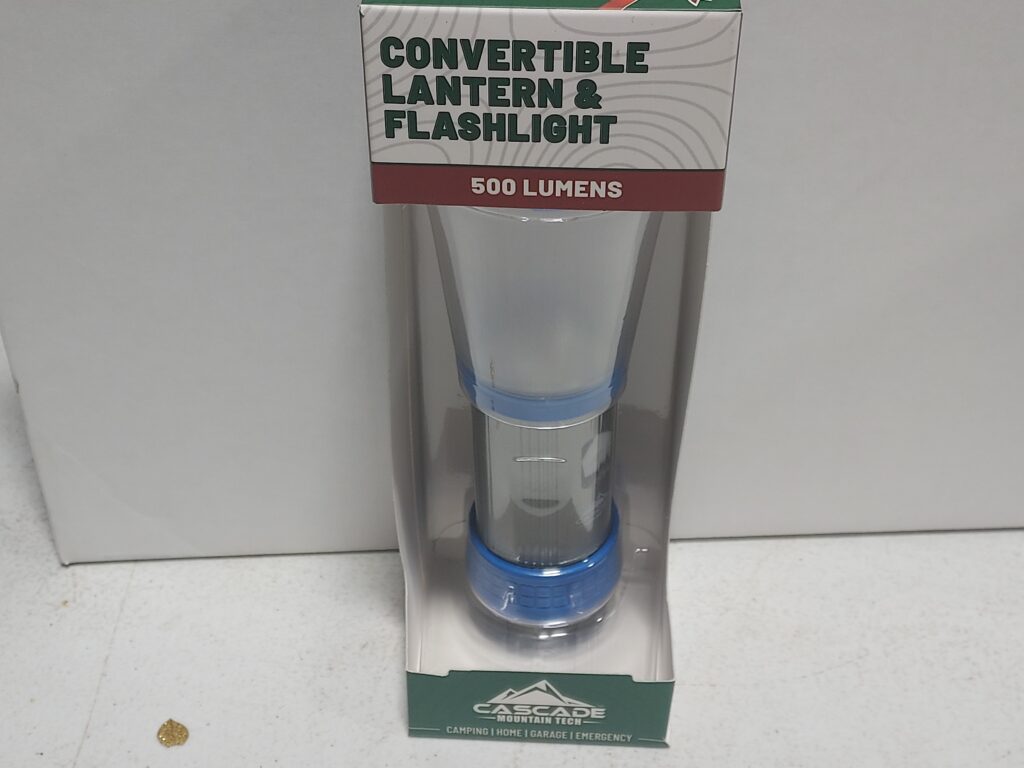 CONVERTIBLE
LANTERN &
FLASHLIGHT
500 LUMENS
CASCADE
MOUNTAIN TECH
CAMPING | HOME | GARAGE | EMERGENCY